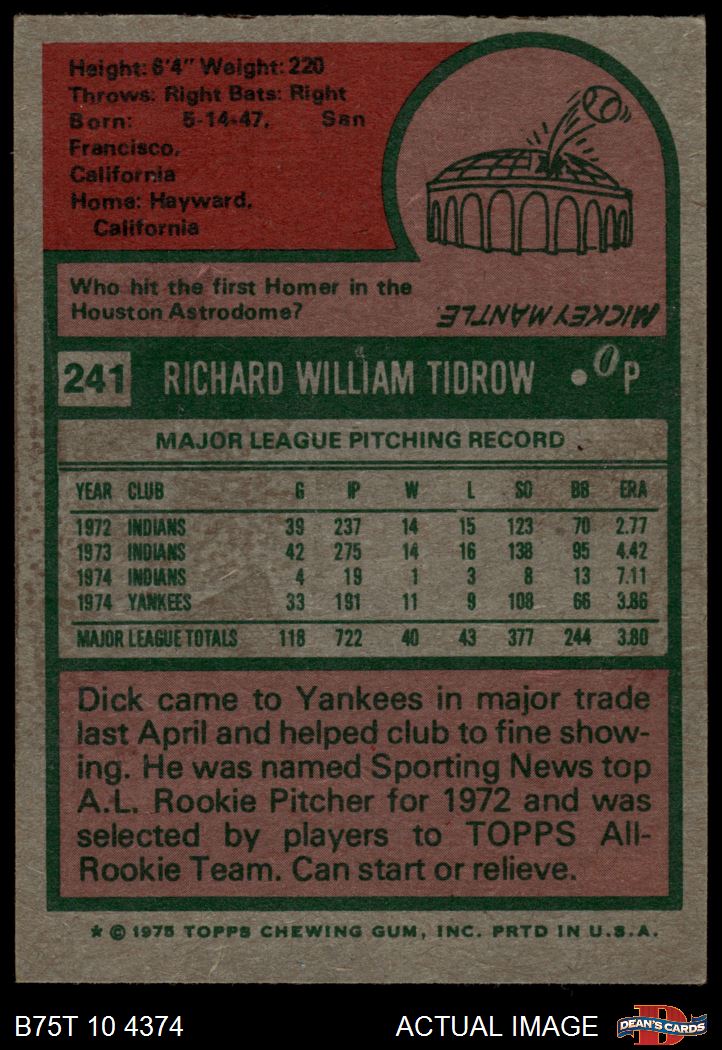 Height: 6'4" Weight: 220
Throws: Right Bats: Right
Born: 5-14-47, San
Francisco,
California
Home: Hayward,
California
Who hit the first Homer in the
Houston Astrodome?
MICKEY MANTLE.
241 RICHARD WILLIAM TIDROW • P
MAJOR LEAGUE PITCHING RECORD
YEAR CLUB G IP W L SO BB ERA
1972 INDIANS 39 237 14 15 123 70 2.77
1973 INDIANS 42 275 14 16 138 95 4.42
1974 INDIANS 4 19 1 3 8 13 7.11
1974 YANKEES 33 191 11 9 108 66 3.86
MAJOR LEAGUE TOTALS 118 722 40 43 377 244 3.80
Dick came to Yankees in major trade
last April and helped club to fine show-
ing. He was named Sporting News top
A.L. Rookie Pitcher for 1972 and was
selected by players to TOPPS All-
Rookie Team. Can start or relieve.
* © 1975 TOPPS CHEWING GUM, INC. PRTD IN U.S.A.
B75T 10 4374 ACTUAL IMAGE D DEAN'S CARDS